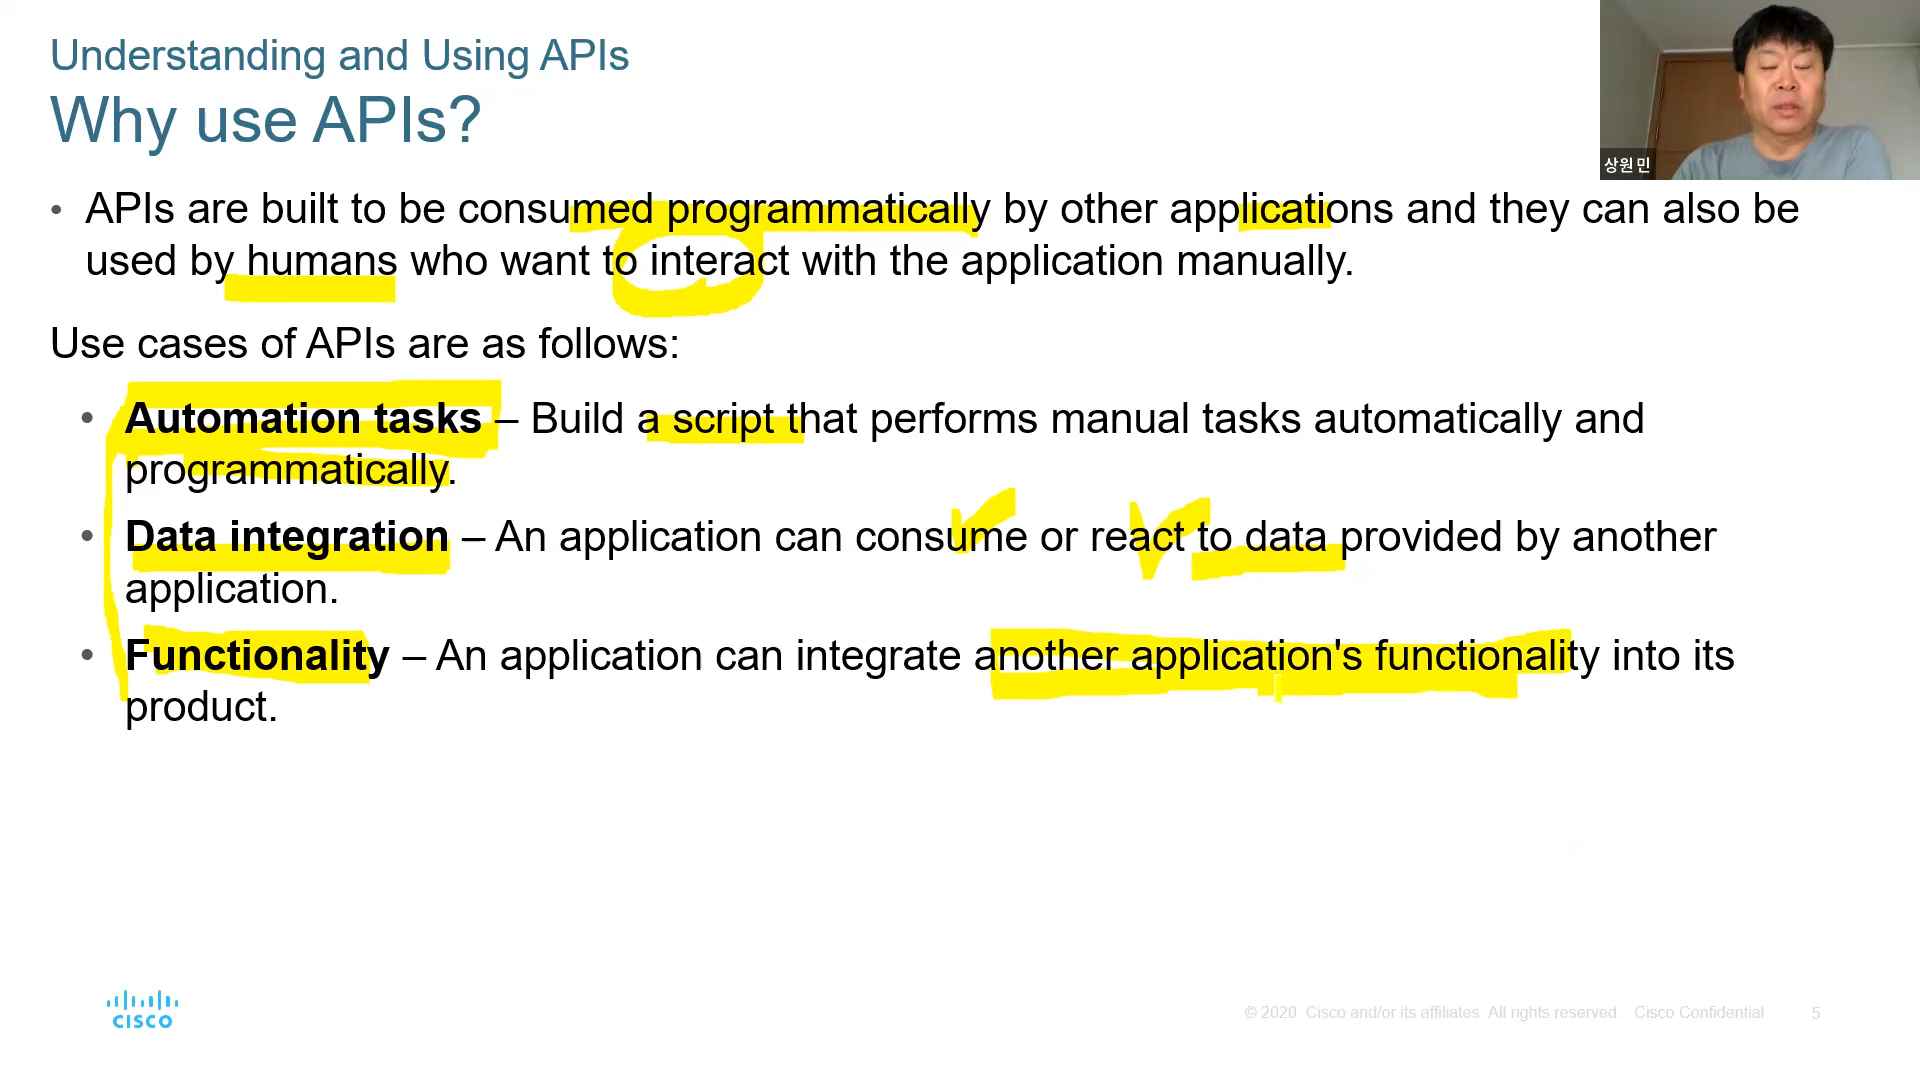 Understanding and Using APIs
Why use APIs?
상원 민
• APIs are built to be consumed programmatically by other applications and they can also be
used by humans who want to interact with the application manually.
Use cases of APIs are as follows:
• Automation tasks – Build a script that performs manual tasks automatically and
programmatically.
• Data integration – An application can consume or react to data provided by another
application.
• Functionality – An application can integrate another application's functionality into its
product.
CISCO
© 2020 Cisco and/or its affiliates. All rights reserved. Cisco Confidential 5